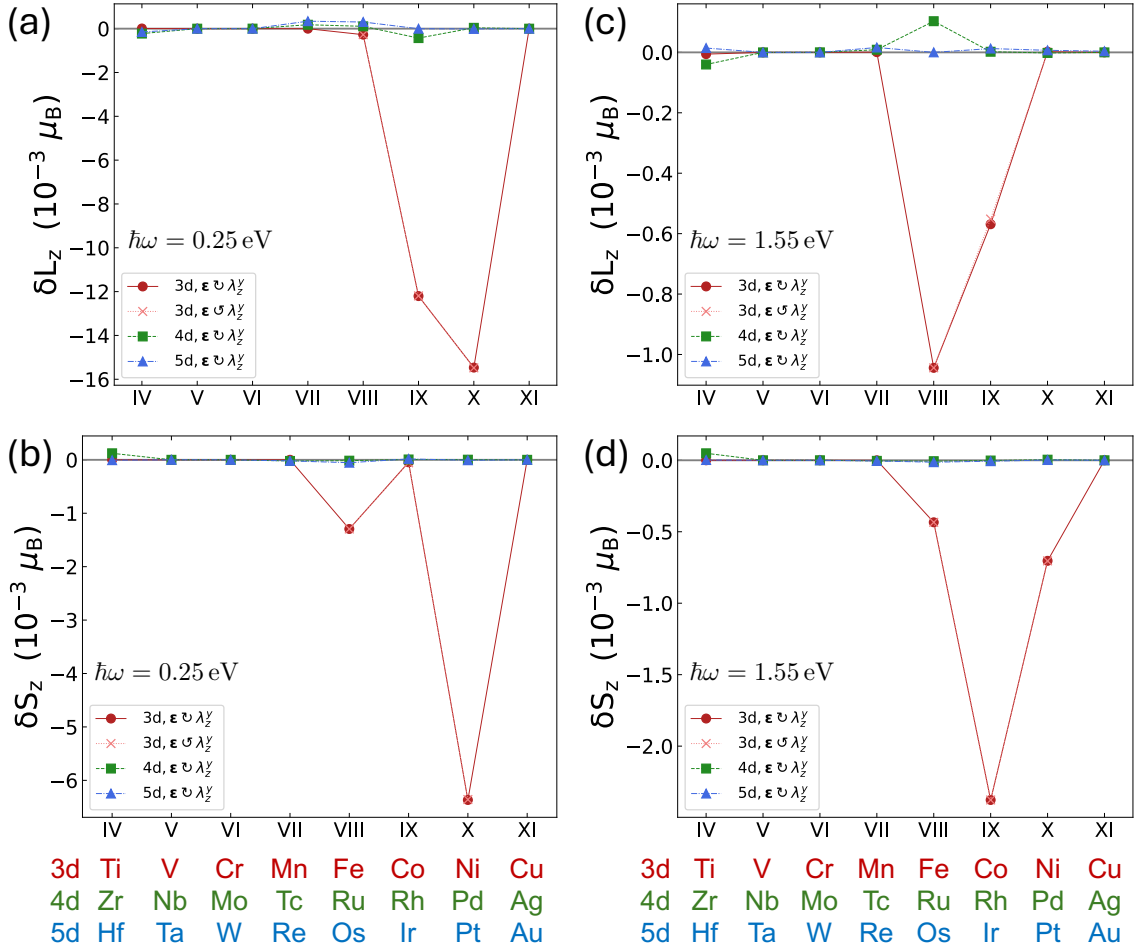 (a)
δL_z (10⁻³ μ_B)
0
−2
−4
−6
−8
−10
−12
−14
−16
ħω = 0.25 eV
3d, ε ↻ λ_z^y
3d, ε ↺ λ_z^y
4d, ε ↻ λ_z^y
5d, ε ↻ λ_z^y
IV V VI VII VIII IX X XI
(c)
δL_z (10⁻³ μ_B)
0.0
−0.2
−0.4
−0.6
−0.8
−1.0
ħω = 1.55 eV
3d, ε ↻ λ_z^y
3d, ε ↺ λ_z^y
4d, ε ↻ λ_z^y
5d, ε ↻ λ_z^y
IV V VI VII VIII IX X XI
(b)
δS_z (10⁻³ μ_B)
0
−1
−2
−3
−4
−5
−6
ħω = 0.25 eV
3d, ε ↻ λ_z^y
3d, ε ↺ λ_z^y
4d, ε ↻ λ_z^y
5d, ε ↻ λ_z^y
IV V VI VII VIII IX X XI
(d)
δS_z (10⁻³ μ_B)
0.0
−0.5
−1.0
−1.5
−2.0
ħω = 1.55 eV
3d, ε ↻ λ_z^y
3d, ε ↺ λ_z^y
4d, ε ↻ λ_z^y
5d, ε ↻ λ_z^y
IV V VI VII VIII IX X XI
3d Ti V Cr Mn Fe Co Ni Cu
4d Zr Nb Mo Tc Ru Rh Pd Ag
5d Hf Ta W Re Os Ir Pt Au
3d Ti V Cr Mn Fe Co Ni Cu
4d Zr Nb Mo Tc Ru Rh Pd Ag
5d Hf Ta W Re Os Ir Pt Au